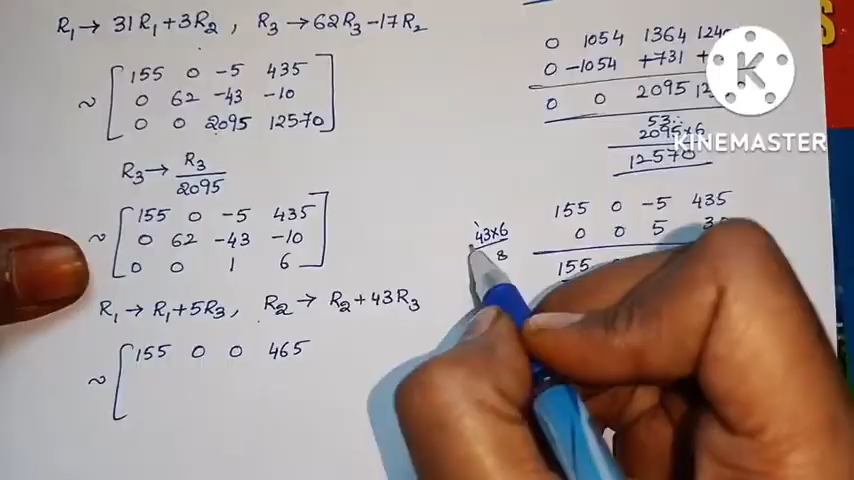 R₁→ 31R₁+3R₂ , R₃→62R₃-17R₂
~ [ 155 0 -5 435
0 62 -43 -10
0 0 2095 12570 ]
R₃→ R₃/2095
~ [ 155 0 -5 435
0 62 -43 -10
0 0 1 6 ]
R₁→ R₁+5R₃, R₂→ R₂+43R₃
~ [ 155 0 0 465
0 1054 1364
0 -1054 +731
0 0 2095
53
2095×6
12570
155 0 -5 435
0 0 5
155
43×6
8
KINEMASTER